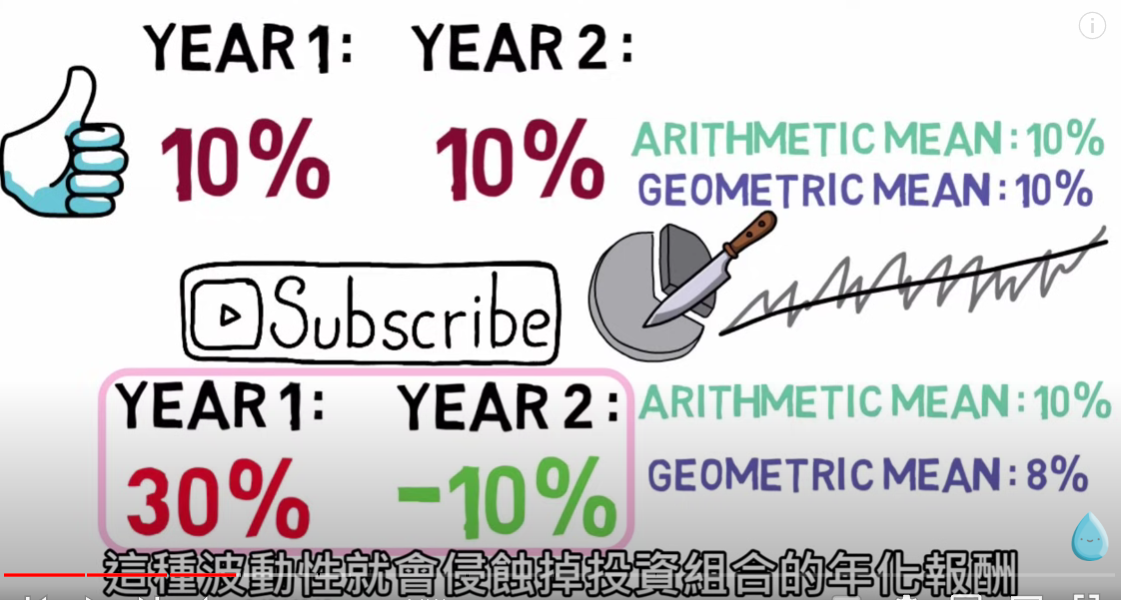 YEAR 1: YEAR 2:
10% 10%
ARITHMETIC MEAN: 10%
GEOMETRIC MEAN: 10%
Subscribe
YEAR 1: YEAR 2:
30% -10%
ARITHMETIC MEAN: 10%
GEOMETRIC MEAN: 8%
這種波動性就會侵蝕掉投資組合的年化報酬